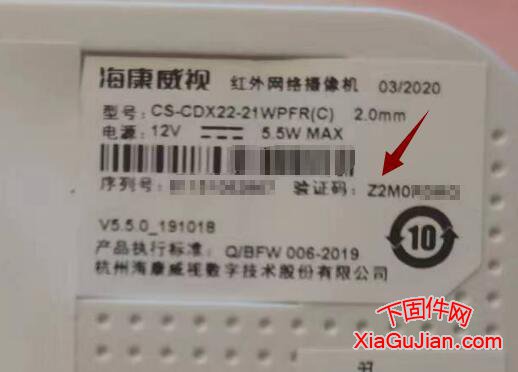 海康威视 红外网络摄像机 03/2020
型号: CS-CDX22-21WPFR(C) 2.0mm
电源: 12V 5.5W MAX
序列号: 验证码: Z2M0
V5.5.0_191018
10
产品执行标准: Q/BFW 006-2019
杭州海康威视数字技术股份有限公司
下固件网
XiaGuJian.com